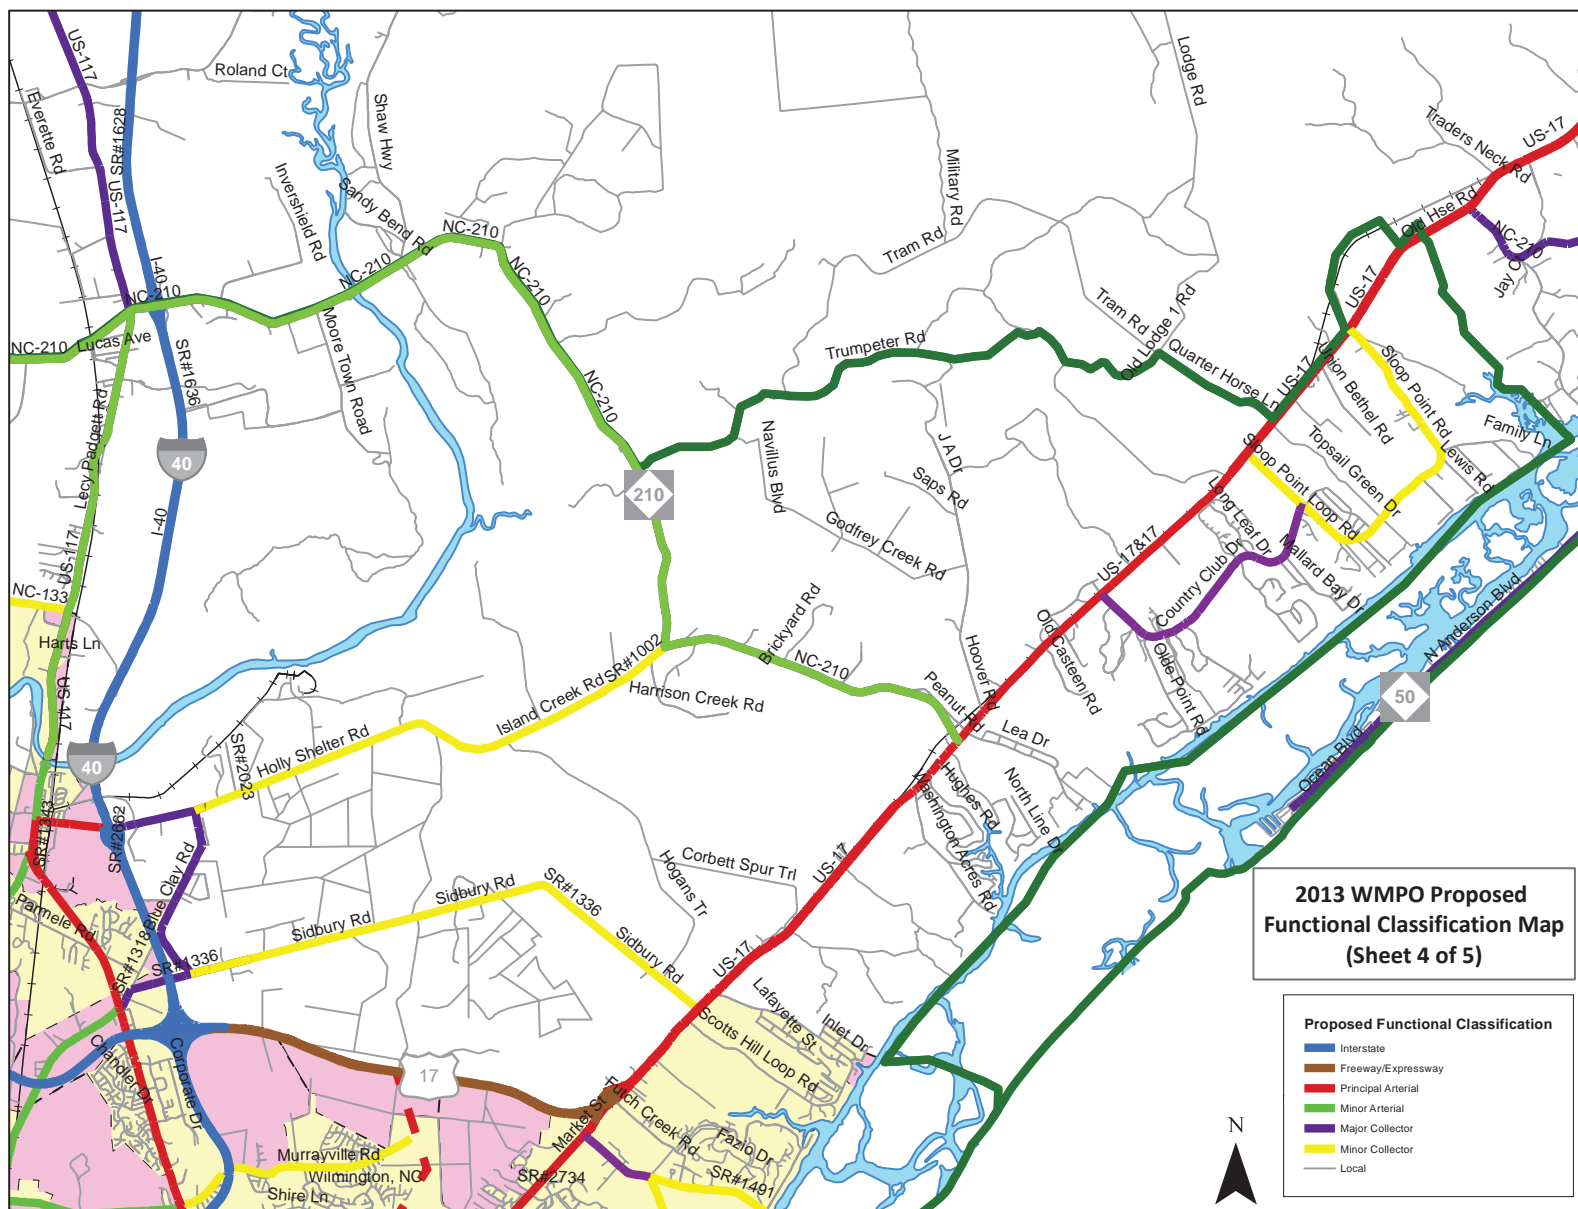 US-117
Roland Ct
Everette Rd
SR#1628
US-117
Shaw Hwy
Lodge Rd
Traders Neck Rd
US-17
Invershield Rd
Sandy Bend Rd
NC-210
Military Rd
Tram Rd
Old Hse Rd
NC-210
Jay Ct
I-40
NC-210
NC-210
NC-210
NC-210
Lucas Ave
Moore Town Road
SR#1636
Tram Rd
Old Lodge 1 Rd
Trumpeter Rd
Quarter Horse Ln
US-17
US-17
Union Bethel Rd
Sloop Point Rd
NC-210
Lecy Padgett Rd
40
I-40
210
Navillus Blvd
J A Dr
Saps Rd
Godfrey Creek Rd
Sloop Point Loop Rd
Topsail Green Dr
Lewis Rd
Family Ln
Long Leaf Dr
Mallard Bay Dr
US-17&17
Country Club Dr
US-117
NC-133
Harts Ln
US-117
Brickyard Rd
NC-210
SR#1002
Island Creek Rd
Harrison Creek Rd
Hoover Rd
Peanut Rd
Old Casteen Rd
Olde Point Rd
N Anderson Blvd
50
Ocean Blvd
Lea Dr
Holly Shelter Rd
SR#2023
40
Hughes Rd
North Line Dr
Washington Acres Rd
SR#1343
SR#2662
Blue Clay Rd
Corbett Spur Trl
Hogans Tr
US-17
SR#1336
Sidbury Rd
Sidbury Rd
Sidbury Rd
Parmele Rd
SR#1318
SR#1336
US-17
Lafayette St
Inlet Dr
Scotts Hill Loop Rd
Chandler Dr
Corporate Dr
17
Market St
Futch Creek Rd
Fazio Dr
Murrayville Rd
Wilmington, NC
Shire Ln
SR#2734
SR#1491
2013 WMPO Proposed
Functional Classification Map
(Sheet 4 of 5)
Proposed Functional Classification
Interstate
Freeway/Expressway
Principal Arterial
Minor Arterial
Major Collector
Minor Collector
Local
N